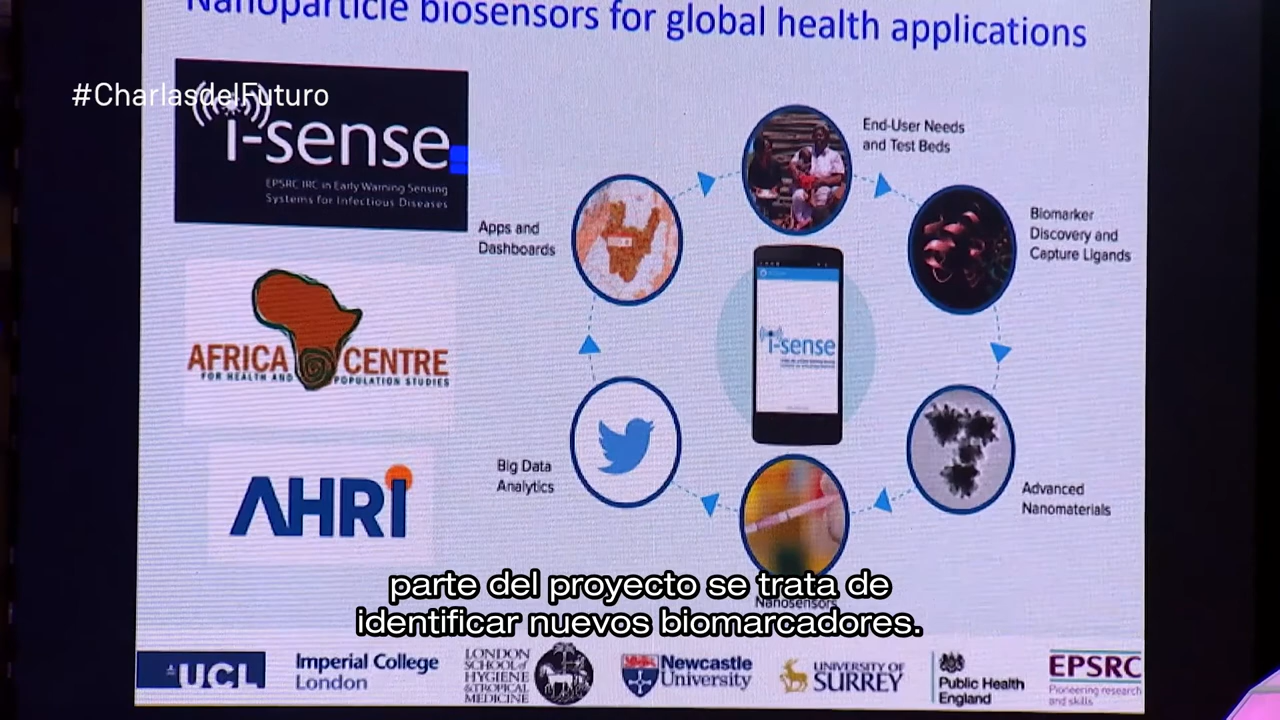 Nanoparticle biosensors for global health applications
#CharlasdelFuturo
i-sense
EPSRC IRC in Early Warning Sensing
Systems for Infectious Diseases
End-User Needs
and Test Beds
Biomarker
Discovery and
Capture Ligands
Apps and
Dashboards
i-sense
AFRICA CENTRE
FOR HEALTH AND POPULATION STUDIES
Big Data
Analytics
Advanced
Nanomaterials
AHRI
Nanosensors
parte del proyecto se trata de
identificar nuevos biomarcadores.
UCL
Imperial College
London
LONDON
SCHOOL of
HYGIENE
& TROPICAL
MEDICINE
Newcastle
University
UNIVERSITY OF
SURREY
Public Health
England
EPSRC
Pioneering research
and skills